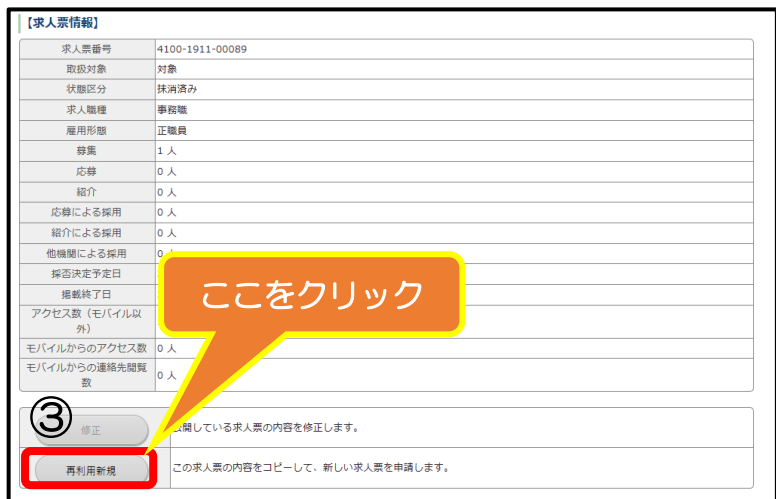 【求人票情報】
求人票番号 4100-1911-00089
取扱対象 対象
状態区分 抹消済み
求人職種 事務職
雇用形態 正職員
募集 1 人
応募 0 人
紹介 0 人
応募による採用 0 人
紹介による採用 0 人
他機関による採用 0
採否決定予定日
掲載終了日
ここをクリック
アクセス数（モバイル以
外）
モバイルからのアクセス数 0 人
モバイルからの連絡先閲覧
数
0 人
③
修正 開している求人票の内容を修正します。
再利用新規 この求人票の内容をコピーして、新しい求人票を申請します。